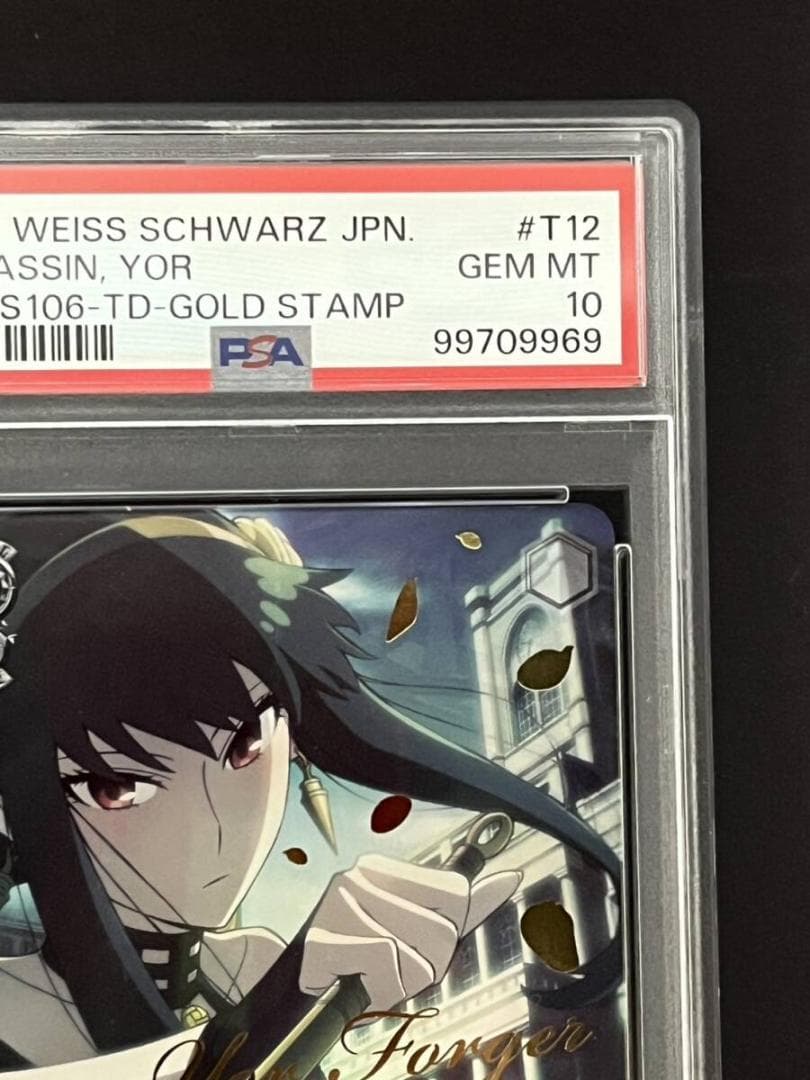 WEISS SCHWARZ JPN. #T12
ASSIN, YOR GEM MT
S106-TD-GOLD STAMP 10
PSA 99709969
Yor Forger